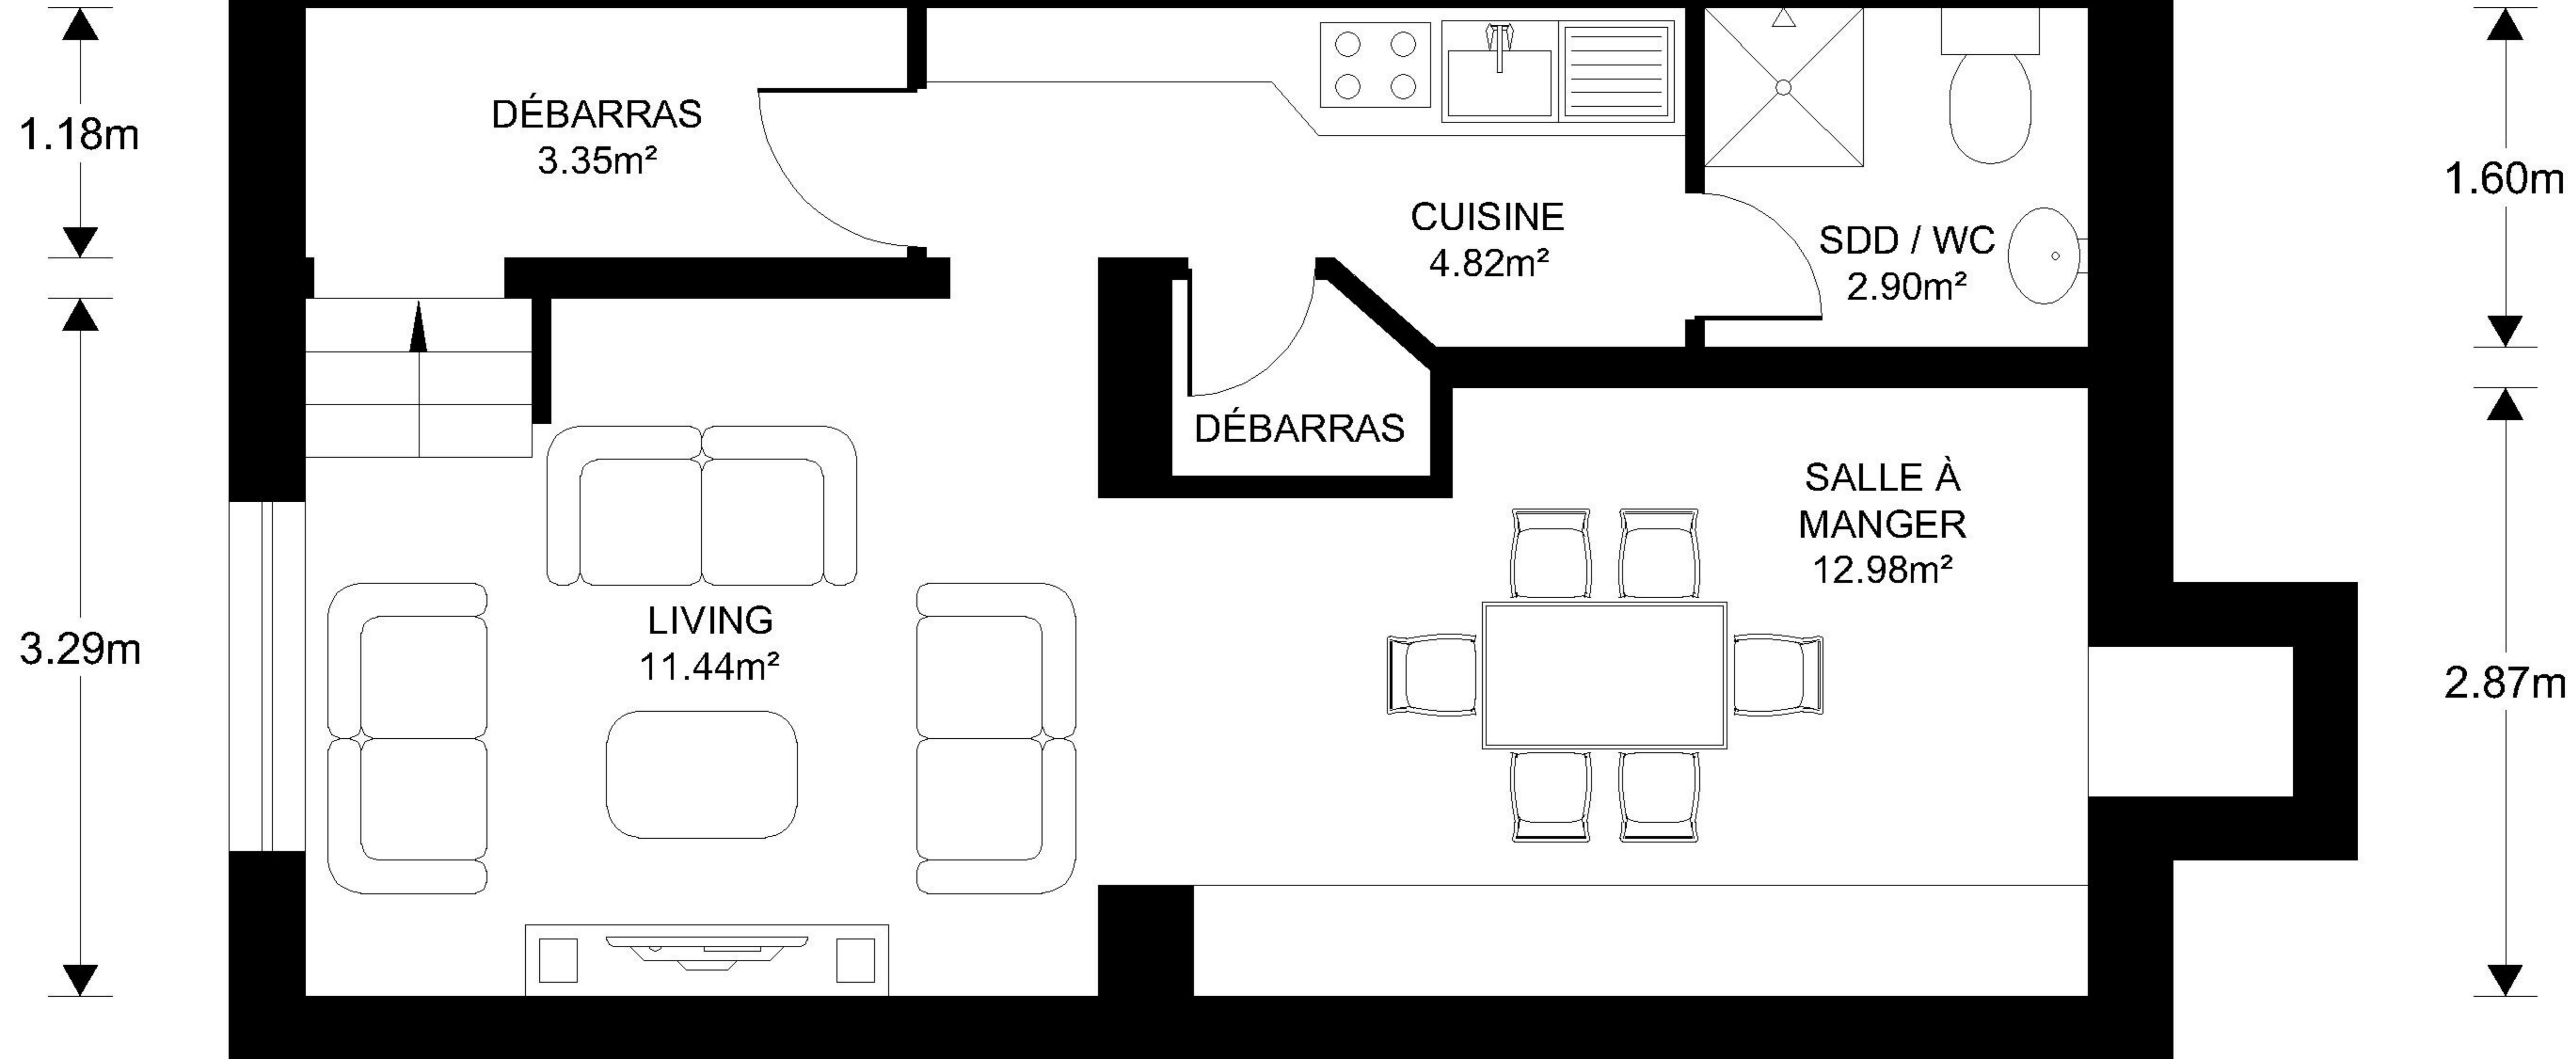 1.18m
DÉBARRAS
3.35m²
CUISINE
4.82m²
SDD / WC
2.90m²
1.60m
DÉBARRAS
SALLE À
MANGER
12.98m²
LIVING
11.44m²
3.29m
2.87m